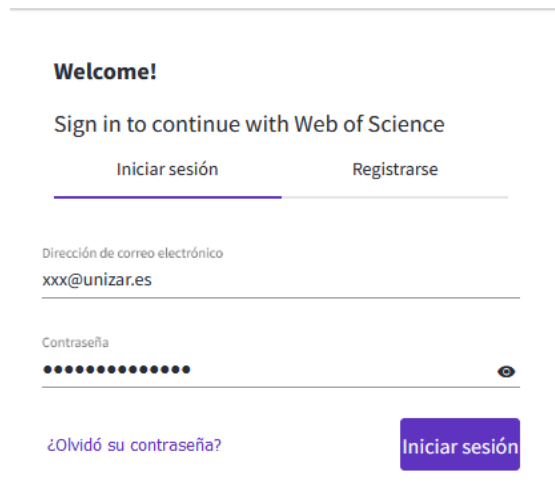 Welcome!
Sign in to continue with Web of Science
Iniciar sesión
Registrarse
Dirección de correo electrónico
xxx@unizar.es
Contraseña
••••••••••••••
¿Olvidó su contraseña?
Iniciar sesión